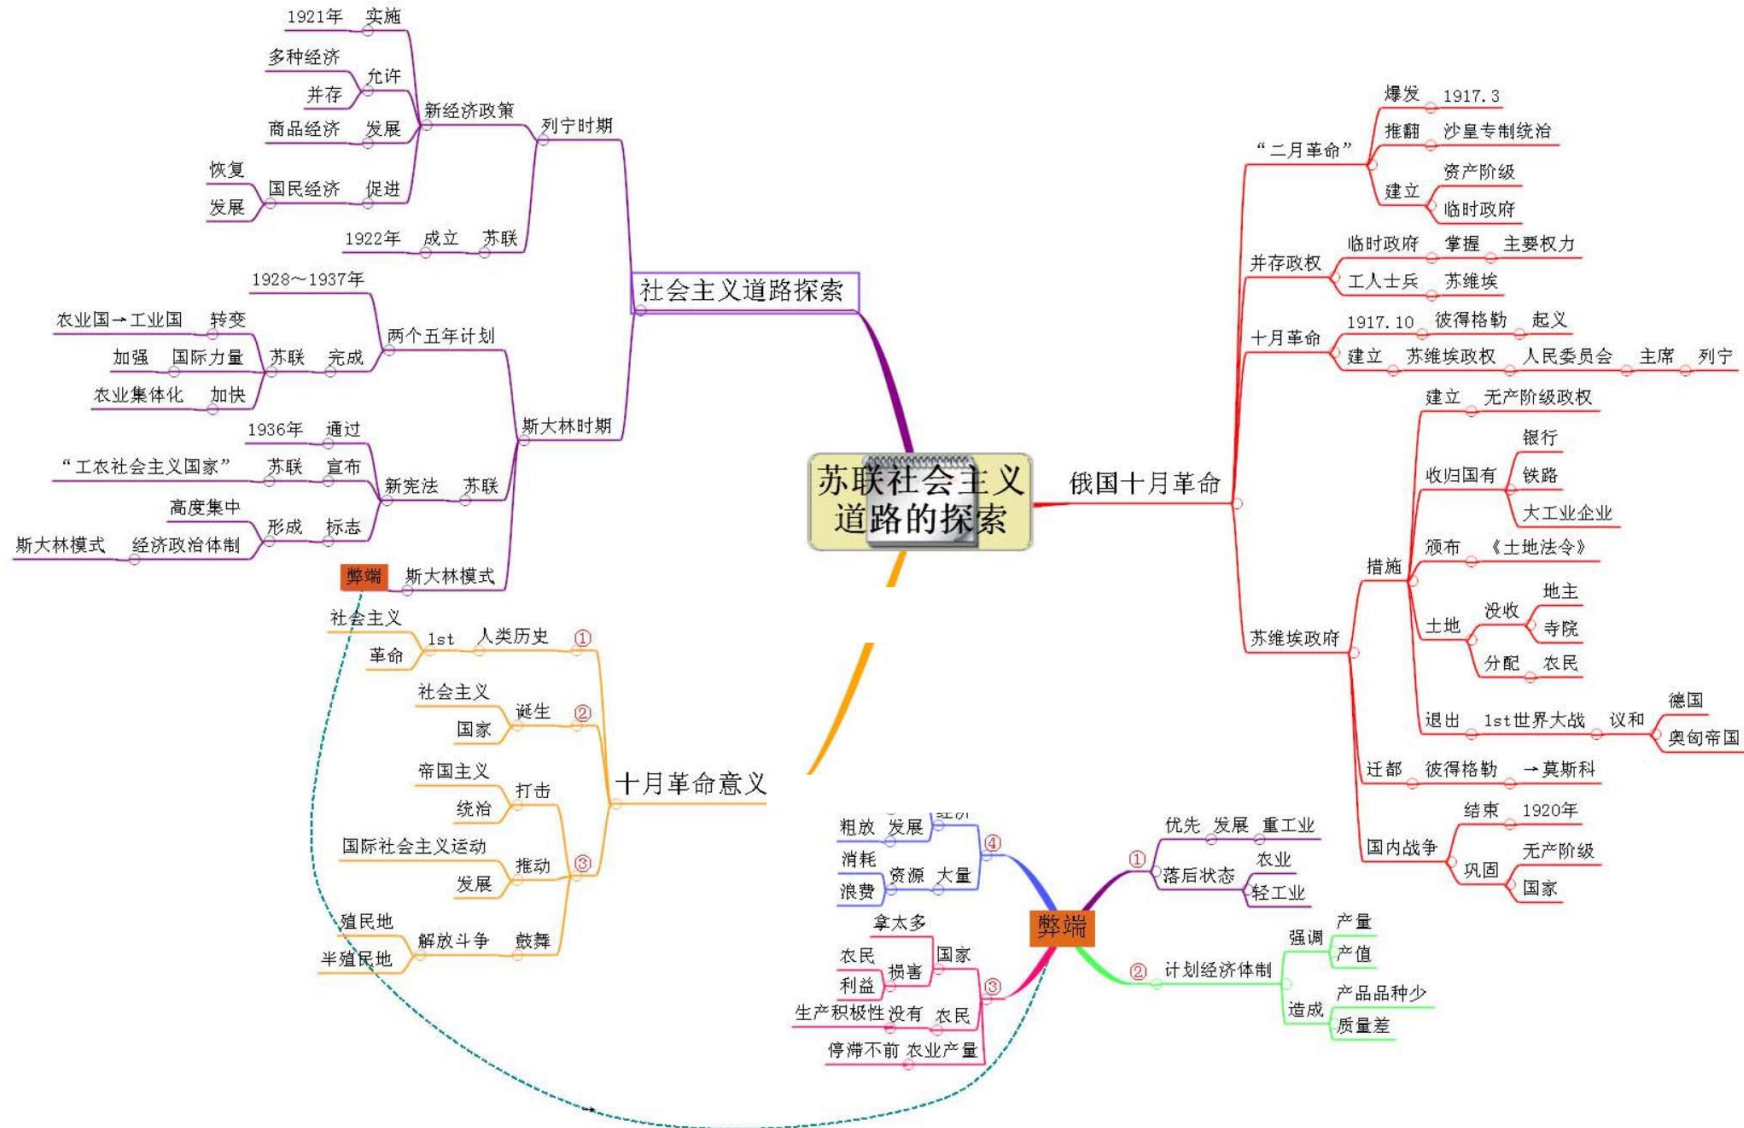 苏联社会主义
道路的探索
俄国十月革命
“二月革命”
爆发 1917.3
推翻 沙皇专制统治
建立
资产阶级
临时政府
并存政权
临时政府 掌握 主要权力
工人士兵 苏维埃
十月革命
1917.10 彼得格勒 起义
建立 苏维埃政权 人民委员会 主席 列宁
苏维埃政府
措施
建立 无产阶级政权
收归国有
银行
铁路
大工业企业
颁布 《土地法令》
土地
没收
地主
寺院
分配 农民
退出 1st世界大战 议和
德国
奥匈帝国
迁都 彼得格勒 →莫斯科
国内战争
结束 1920年
巩固
无产阶级
国家
社会主义道路探索
列宁时期
新经济政策
1921年 实施
多种经济
并存
允许
商品经济 发展
恢复
发展
国民经济 促进
1922年 成立 苏联
斯大林时期
两个五年计划
1928～1937年
农业国→工业国 转变
加强 国际力量
农业集体化 加快
苏联 完成
1936年 通过
“工农社会主义国家” 苏联 宣布
新宪法 苏联
高度集中
斯大林模式 经济政治体制
形成 标志
弊端 斯大林模式
十月革命意义
社会主义
革命
1st 人类历史 ①
社会主义
国家
诞生 ②
帝国主义
统治
打击
③
国际社会主义运动
发展
推动
殖民地
半殖民地
解放斗争 鼓舞
弊端
①
优先 发展 重工业
落后状态
农业
轻工业
②
计划经济体制
强调
产量
产值
造成
产品品种少
质量差
③
拿太多
国家
农民
利益
损害
生产积极性 没有 农民
停滞不前 农业产量
④
粗放 发展
消耗
浪费
资源 大量